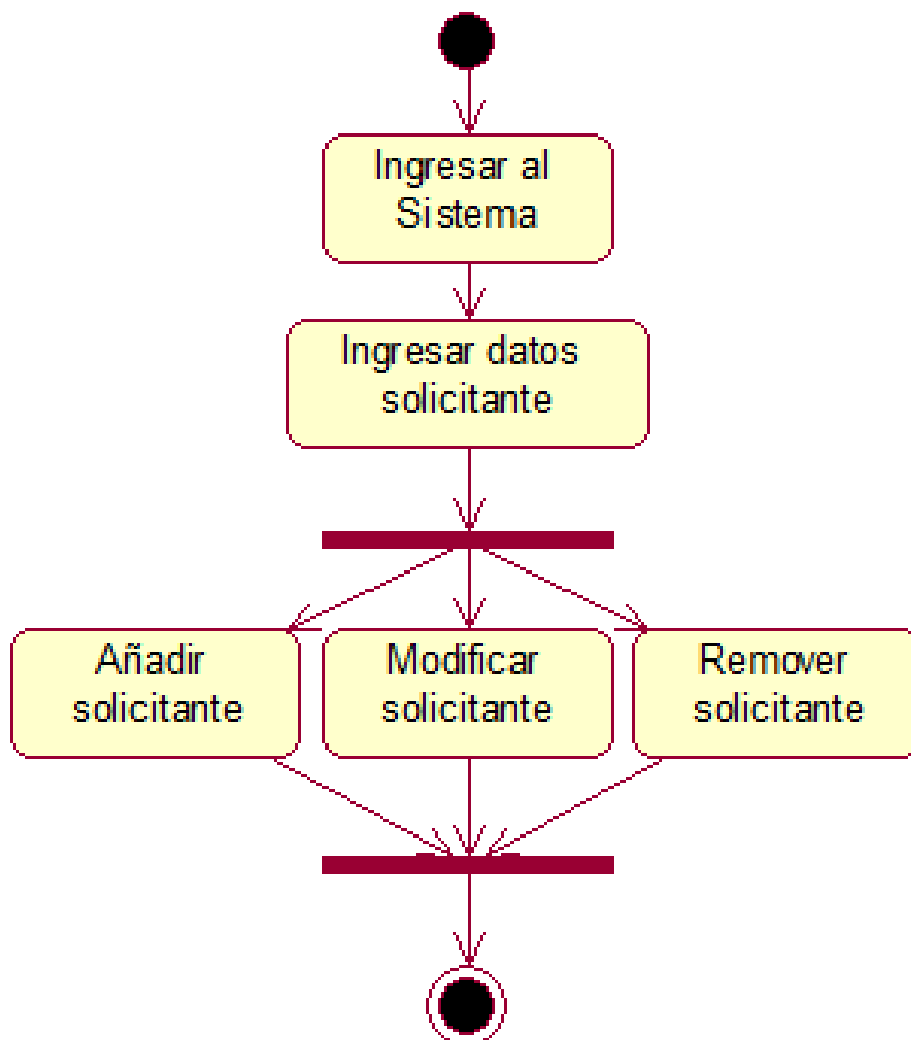 Ingresar al
Sistema
Ingresar datos
solicitante
Añadir
solicitante
Modificar
solicitante
Remover
solicitante